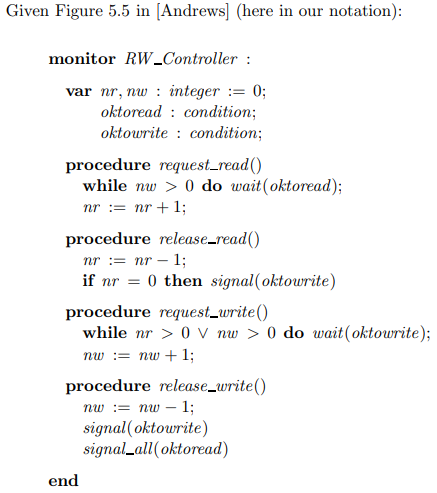 Given Figure 5.5 in [Andrews] (here in our notation):
monitor RW_Controller :
var nr, nw : integer := 0;
oktoread : condition;
oktowrite : condition;
procedure request_read()
while nw > 0 do wait(oktoread);
nr := nr + 1;
procedure release_read()
nr := nr − 1;
if nr = 0 then signal(oktowrite)
procedure request_write()
while nr > 0 ∨ nw > 0 do wait(oktowrite);
nw := nw + 1;
procedure release_write()
nw := nw − 1;
signal(oktowrite)
signal_all(oktoread)
end